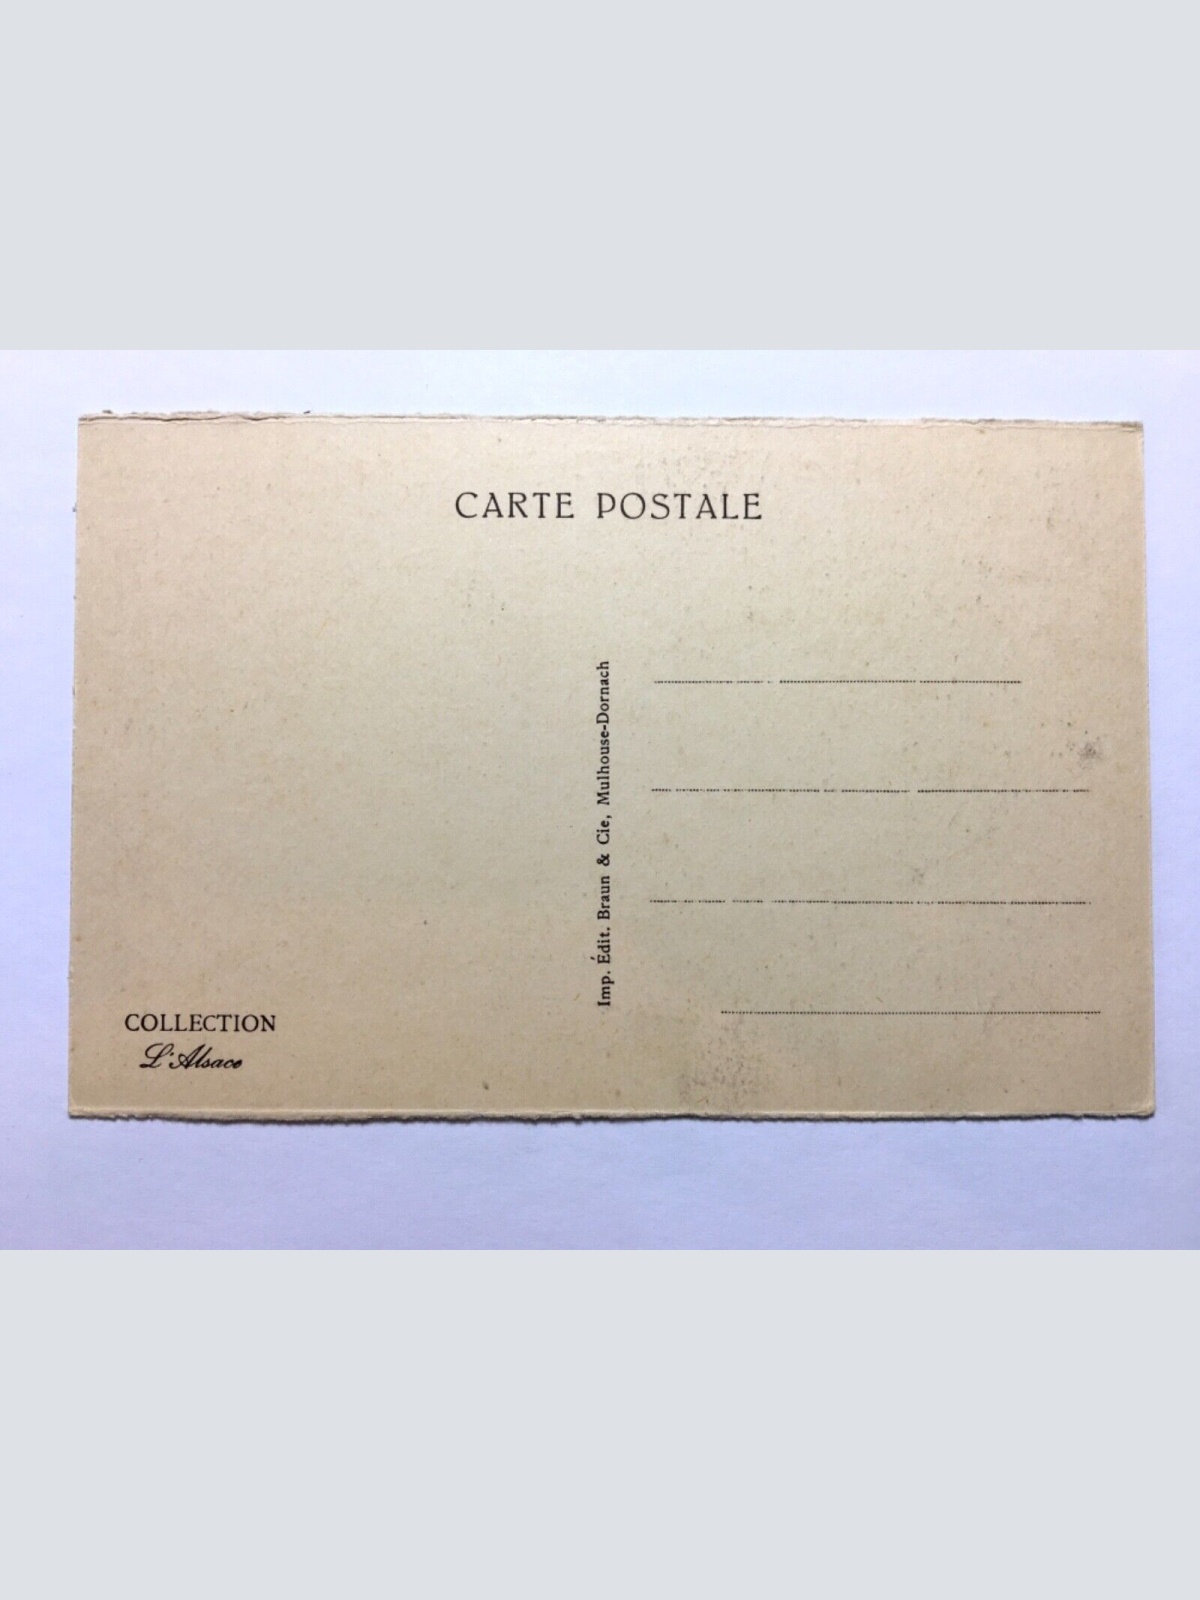 CARTE POSTALE
Imp. Édit. Braun & Cie, Mulhouse-Dornach
COLLECTION
L'Alsace